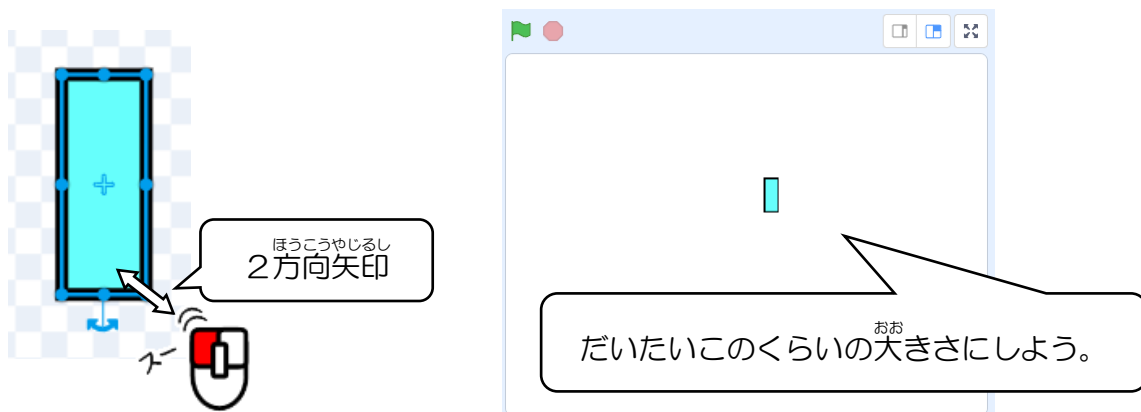 ほうこうやじるし
２方向矢印
スー
おお
だいたいこのくらいの大きさにしよう。